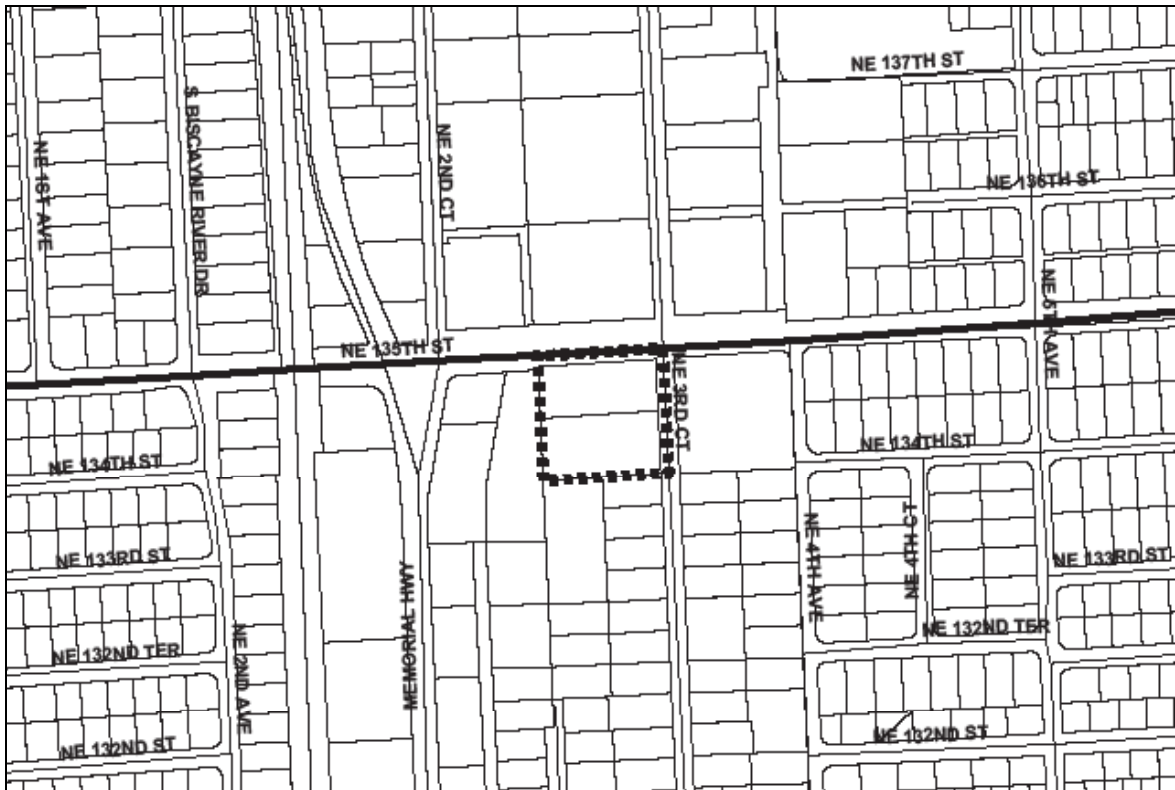 NE 137TH ST
S BISCAYNE RIVER DR
NE 1ST AVE
NE 2ND CT
NE 136TH ST
NE 5TH AVE
NE 135TH ST
NE 3RD CT
NE 134TH ST
NE 134TH ST
NE 4TH AVE
NE 4TH CT
NE 133RD ST
NE 133RD ST
MEMORIAL HWY
NE 132ND TER
NE 132ND TER
NE 2ND AVE
NE 132ND ST
NE 132ND ST